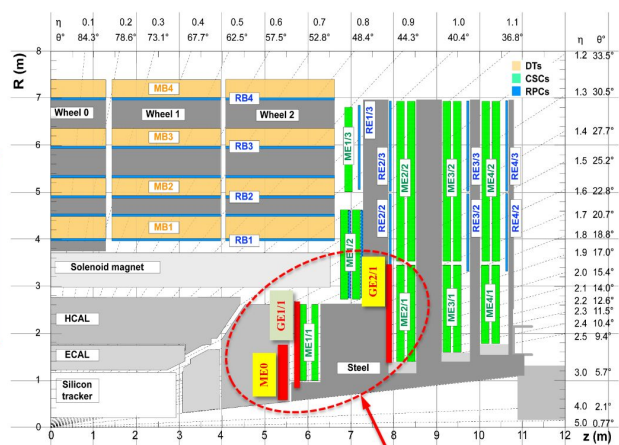 η 0.1 0.2 0.3 0.4 0.5 0.6 0.7 0.8 0.9 1.0 1.1
θ° 84.3° 78.6° 73.1° 67.7° 62.5° 57.5° 52.8° 48.4° 44.3° 40.4° 36.8° η θ°
R (m)
8
7
6
5
4
3
2
1
0
1.2 33.5°
1.3 30.5°
1.4 27.7°
1.5 25.2°
1.6 22.8°
1.7 20.7°
1.8 18.8°
1.9 17.0°
2.0 15.4°
2.1 14.0°
2.2 12.6°
2.3 11.5°
2.4 10.4°
2.5 9.4°
3.0 5.7°
4.0 2.1°
5.0 0.77°
DTs
CSCs
RPCs
MB4 MB4 MB4
RB4
Wheel 0 Wheel 1 Wheel 2
MB3 MB3
RB3
MB2 MB2
RB2
MB1 MB1
RB1
Solenoid magnet
HCAL
ECAL
Silicon
tracker
Steel
ME0
GE1/1
GE2/1
ME1/1
ME1/2
ME1/3
RE1/3
RE2/3
RE2/2
ME2/2
ME2/1
ME3/2
ME3/1
RE3/3
RE3/2
ME4/2
ME4/1
RE4/3
RE4/2
0 1 2 3 4 5 6 7 8 9 10 11 12 z (m)